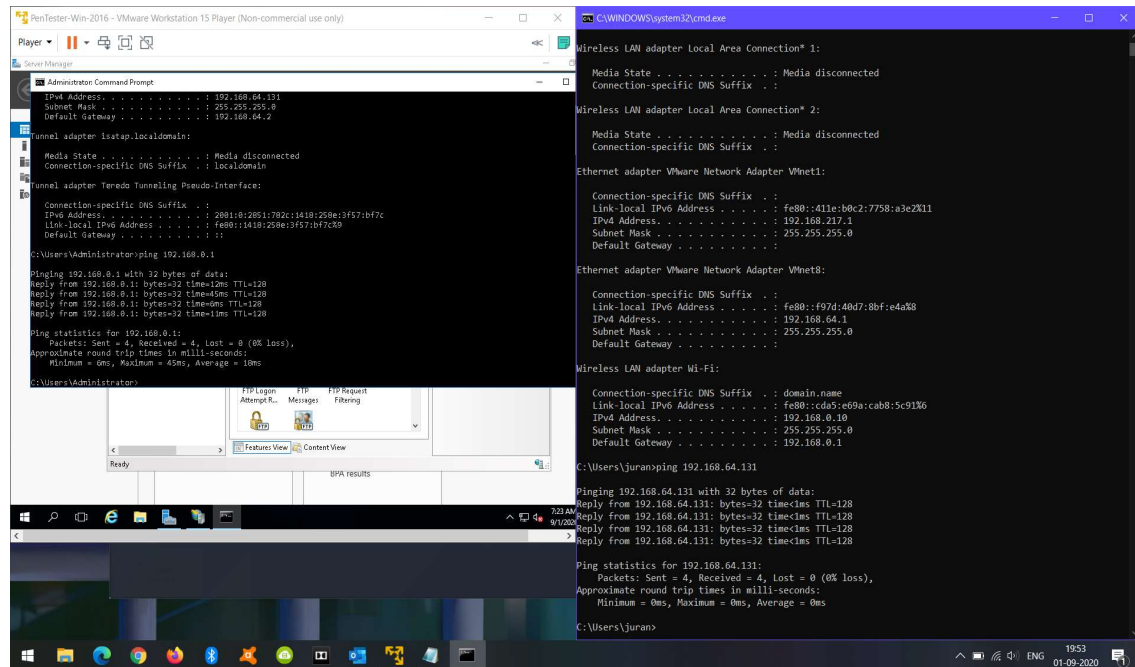 PenTester-Win-2016 - VMware Workstation 15 Player (Non-commercial use only)
Player
Server Manager
Administrator: Command Prompt
IPv4 Address. . . . . . . . . . . : 192.168.64.131
Subnet Mask . . . . . . . . . . . : 255.255.255.0
Default Gateway . . . . . . . . . : 192.168.64.2
Tunnel adapter isatap.localdomain:
Media State . . . . . . . . . . . : Media disconnected
Connection-specific DNS Suffix  . : localdomain
Tunnel adapter Teredo Tunneling Pseudo-Interface:
Connection-specific DNS Suffix  . :
IPv6 Address. . . . . . . . . . . : 2001:0:2851:782c:1418:258e:3f57:bf7c
Link-local IPv6 Address . . . . . : fe80::1418:258e:3f57:bf7c%9
Default Gateway . . . . . . . . . : ::
C:\Users\Administrator>ping 192.168.0.1
Pinging 192.168.0.1 with 32 bytes of data:
Reply from 192.168.0.1: bytes=32 time=12ms TTL=128
Reply from 192.168.0.1: bytes=32 time=45ms TTL=128
Reply from 192.168.0.1: bytes=32 time=6ms TTL=128
Reply from 192.168.0.1: bytes=32 time=11ms TTL=128
Ping statistics for 192.168.0.1:
Packets: Sent = 4, Received = 4, Lost = 0 (0% loss),
Approximate round trip times in milli-seconds:
Minimum = 6ms, Maximum = 45ms, Average = 18ms
C:\Users\Administrator>
FTP Logon FTP FTP Request
Attempt R... Messages Filtering
FTP
Features View Content View
Ready
BPA results
7:23 AM
9/1/202
C:\WINDOWS\system32\cmd.exe
Wireless LAN adapter Local Area Connection* 1:
Media State . . . . . . . . . . . : Media disconnected
Connection-specific DNS Suffix  . :
Wireless LAN adapter Local Area Connection* 2:
Media State . . . . . . . . . . . : Media disconnected
Connection-specific DNS Suffix  . :
Ethernet adapter VMware Network Adapter VMnet1:
Connection-specific DNS Suffix  . :
Link-local IPv6 Address . . . . . : fe80::411e:b0c2:7758:a3e2%11
IPv4 Address. . . . . . . . . . . : 192.168.217.1
Subnet Mask . . . . . . . . . . . : 255.255.255.0
Default Gateway . . . . . . . . . :
Ethernet adapter VMware Network Adapter VMnet8:
Connection-specific DNS Suffix  . :
Link-local IPv6 Address . . . . . : fe80::f97d:40d7:8bf:e4a%8
IPv4 Address. . . . . . . . . . . : 192.168.64.1
Subnet Mask . . . . . . . . . . . : 255.255.255.0
Default Gateway . . . . . . . . . :
Wireless LAN adapter Wi-Fi:
Connection-specific DNS Suffix  . : domain.name
Link-local IPv6 Address . . . . . : fe80::cda5:e69a:cab8:5c91%6
IPv4 Address. . . . . . . . . . . : 192.168.0.10
Subnet Mask . . . . . . . . . . . : 255.255.255.0
Default Gateway . . . . . . . . . : 192.168.0.1
C:\Users\juran>ping 192.168.64.131
Pinging 192.168.64.131 with 32 bytes of data:
Reply from 192.168.64.131: bytes=32 time<1ms TTL=128
Reply from 192.168.64.131: bytes=32 time<1ms TTL=128
Reply from 192.168.64.131: bytes=32 time<1ms TTL=128
Reply from 192.168.64.131: bytes=32 time<1ms TTL=128
Ping statistics for 192.168.64.131:
Packets: Sent = 4, Received = 4, Lost = 0 (0% loss),
Approximate round trip times in milli-seconds:
Minimum = 0ms, Maximum = 0ms, Average = 0ms
C:\Users\juran>
ENG
19:53
01-09-2020